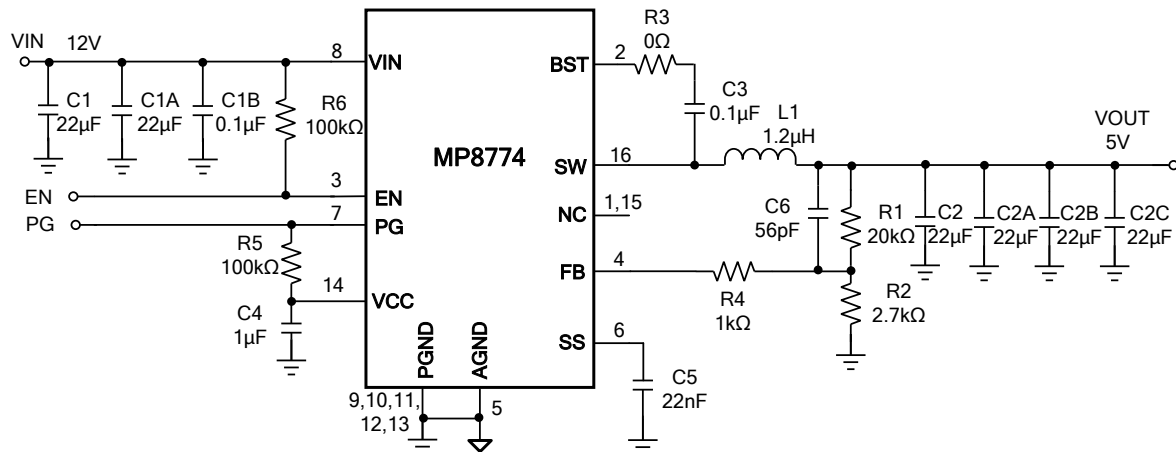 VIN
12V
C1
22µF
C1A
22µF
C1B
0.1µF
R6
100kΩ
EN
PG
R5
100kΩ
C4
1µF
8
3
7
14
VIN
EN
PG
VCC
MP8774
BST
SW
NC
FB
SS
PGND
AGND
9,10,11,
12,13
5
2
16
1,15
4
6
R3
0Ω
C3
0.1µF
L1
1.2µH
C6
56pF
R1
20kΩ
R4
1kΩ
R2
2.7kΩ
C5
22nF
C2
22µF
C2A
22µF
C2B
22µF
C2C
22µF
VOUT
5V